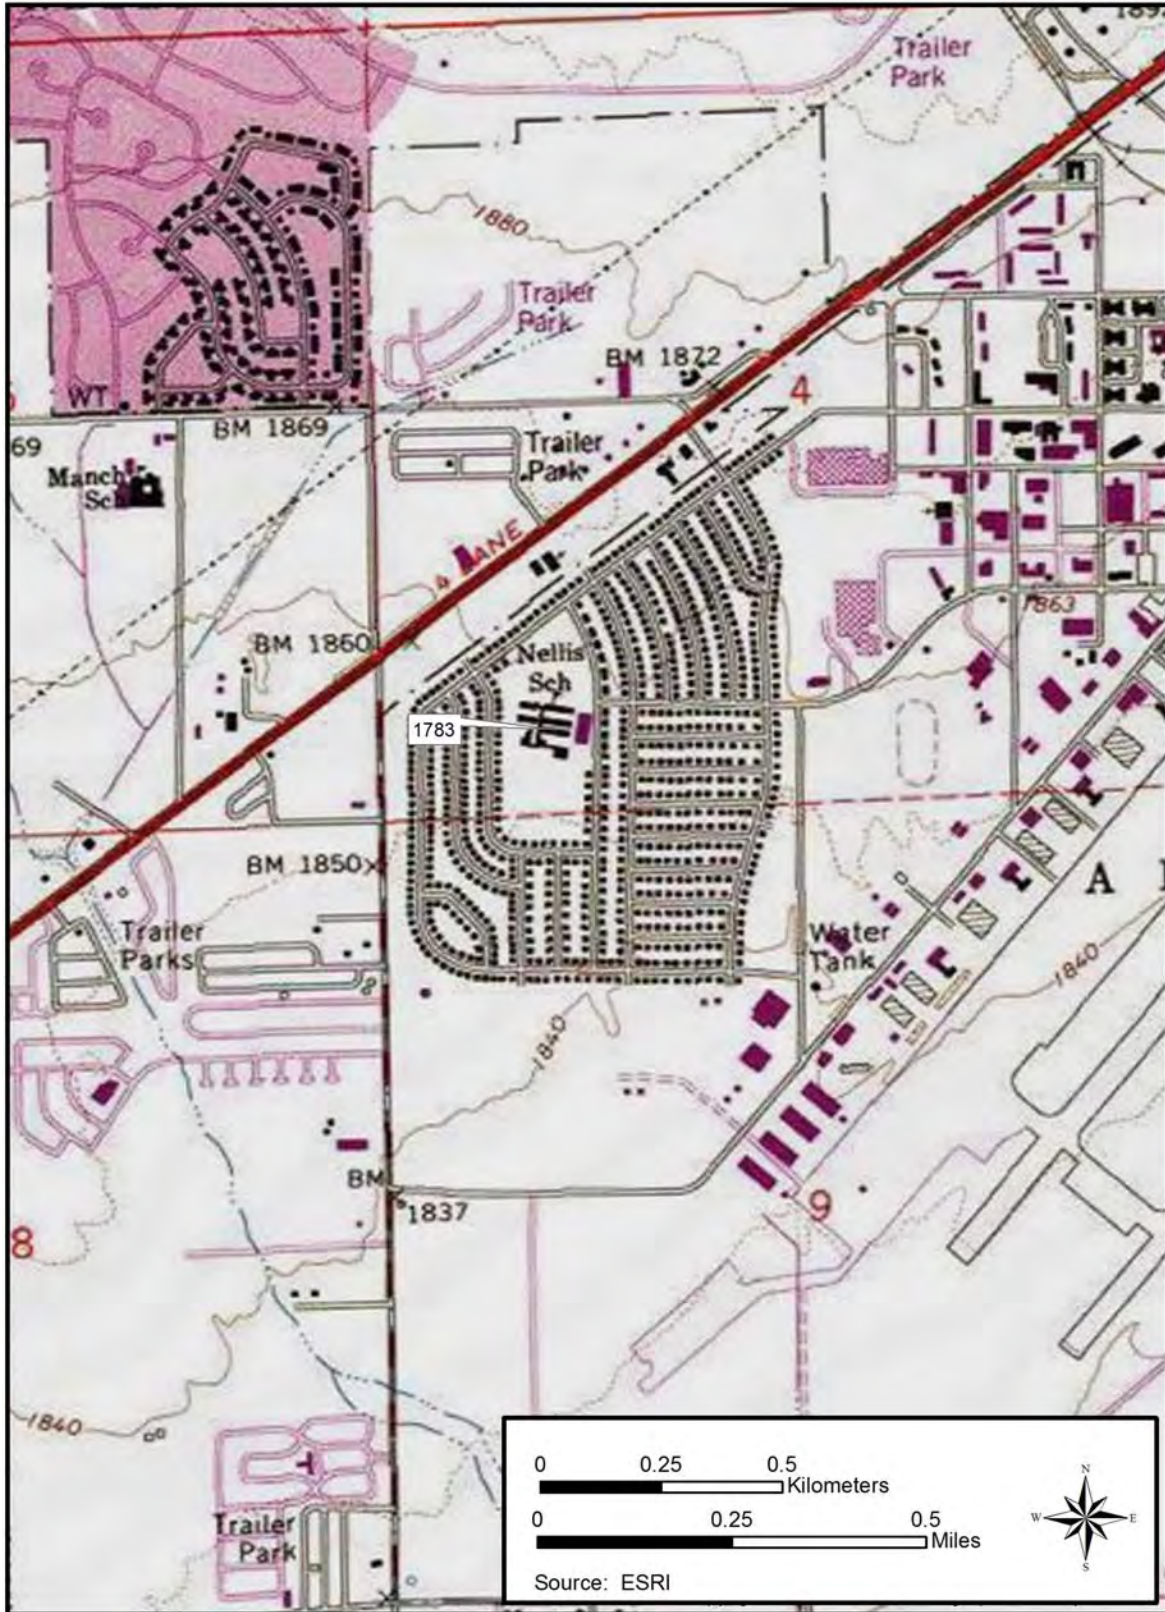 Trailer
Park
1880
Trailer
Park
BM 1872
4
WT
BM 1869
69
Trailer
Park
Sch
4 LANE
1863
BM 1860
Nellis
Sch
1783
BM 1850
A
Trailer
Parks
Water
Tank
1840
1840
BM
1837
9
8
1840
Trailer
Park
0 0.25 0.5
Kilometers
0 0.25 0.5
Miles
N
W E
S
Source: ESRI